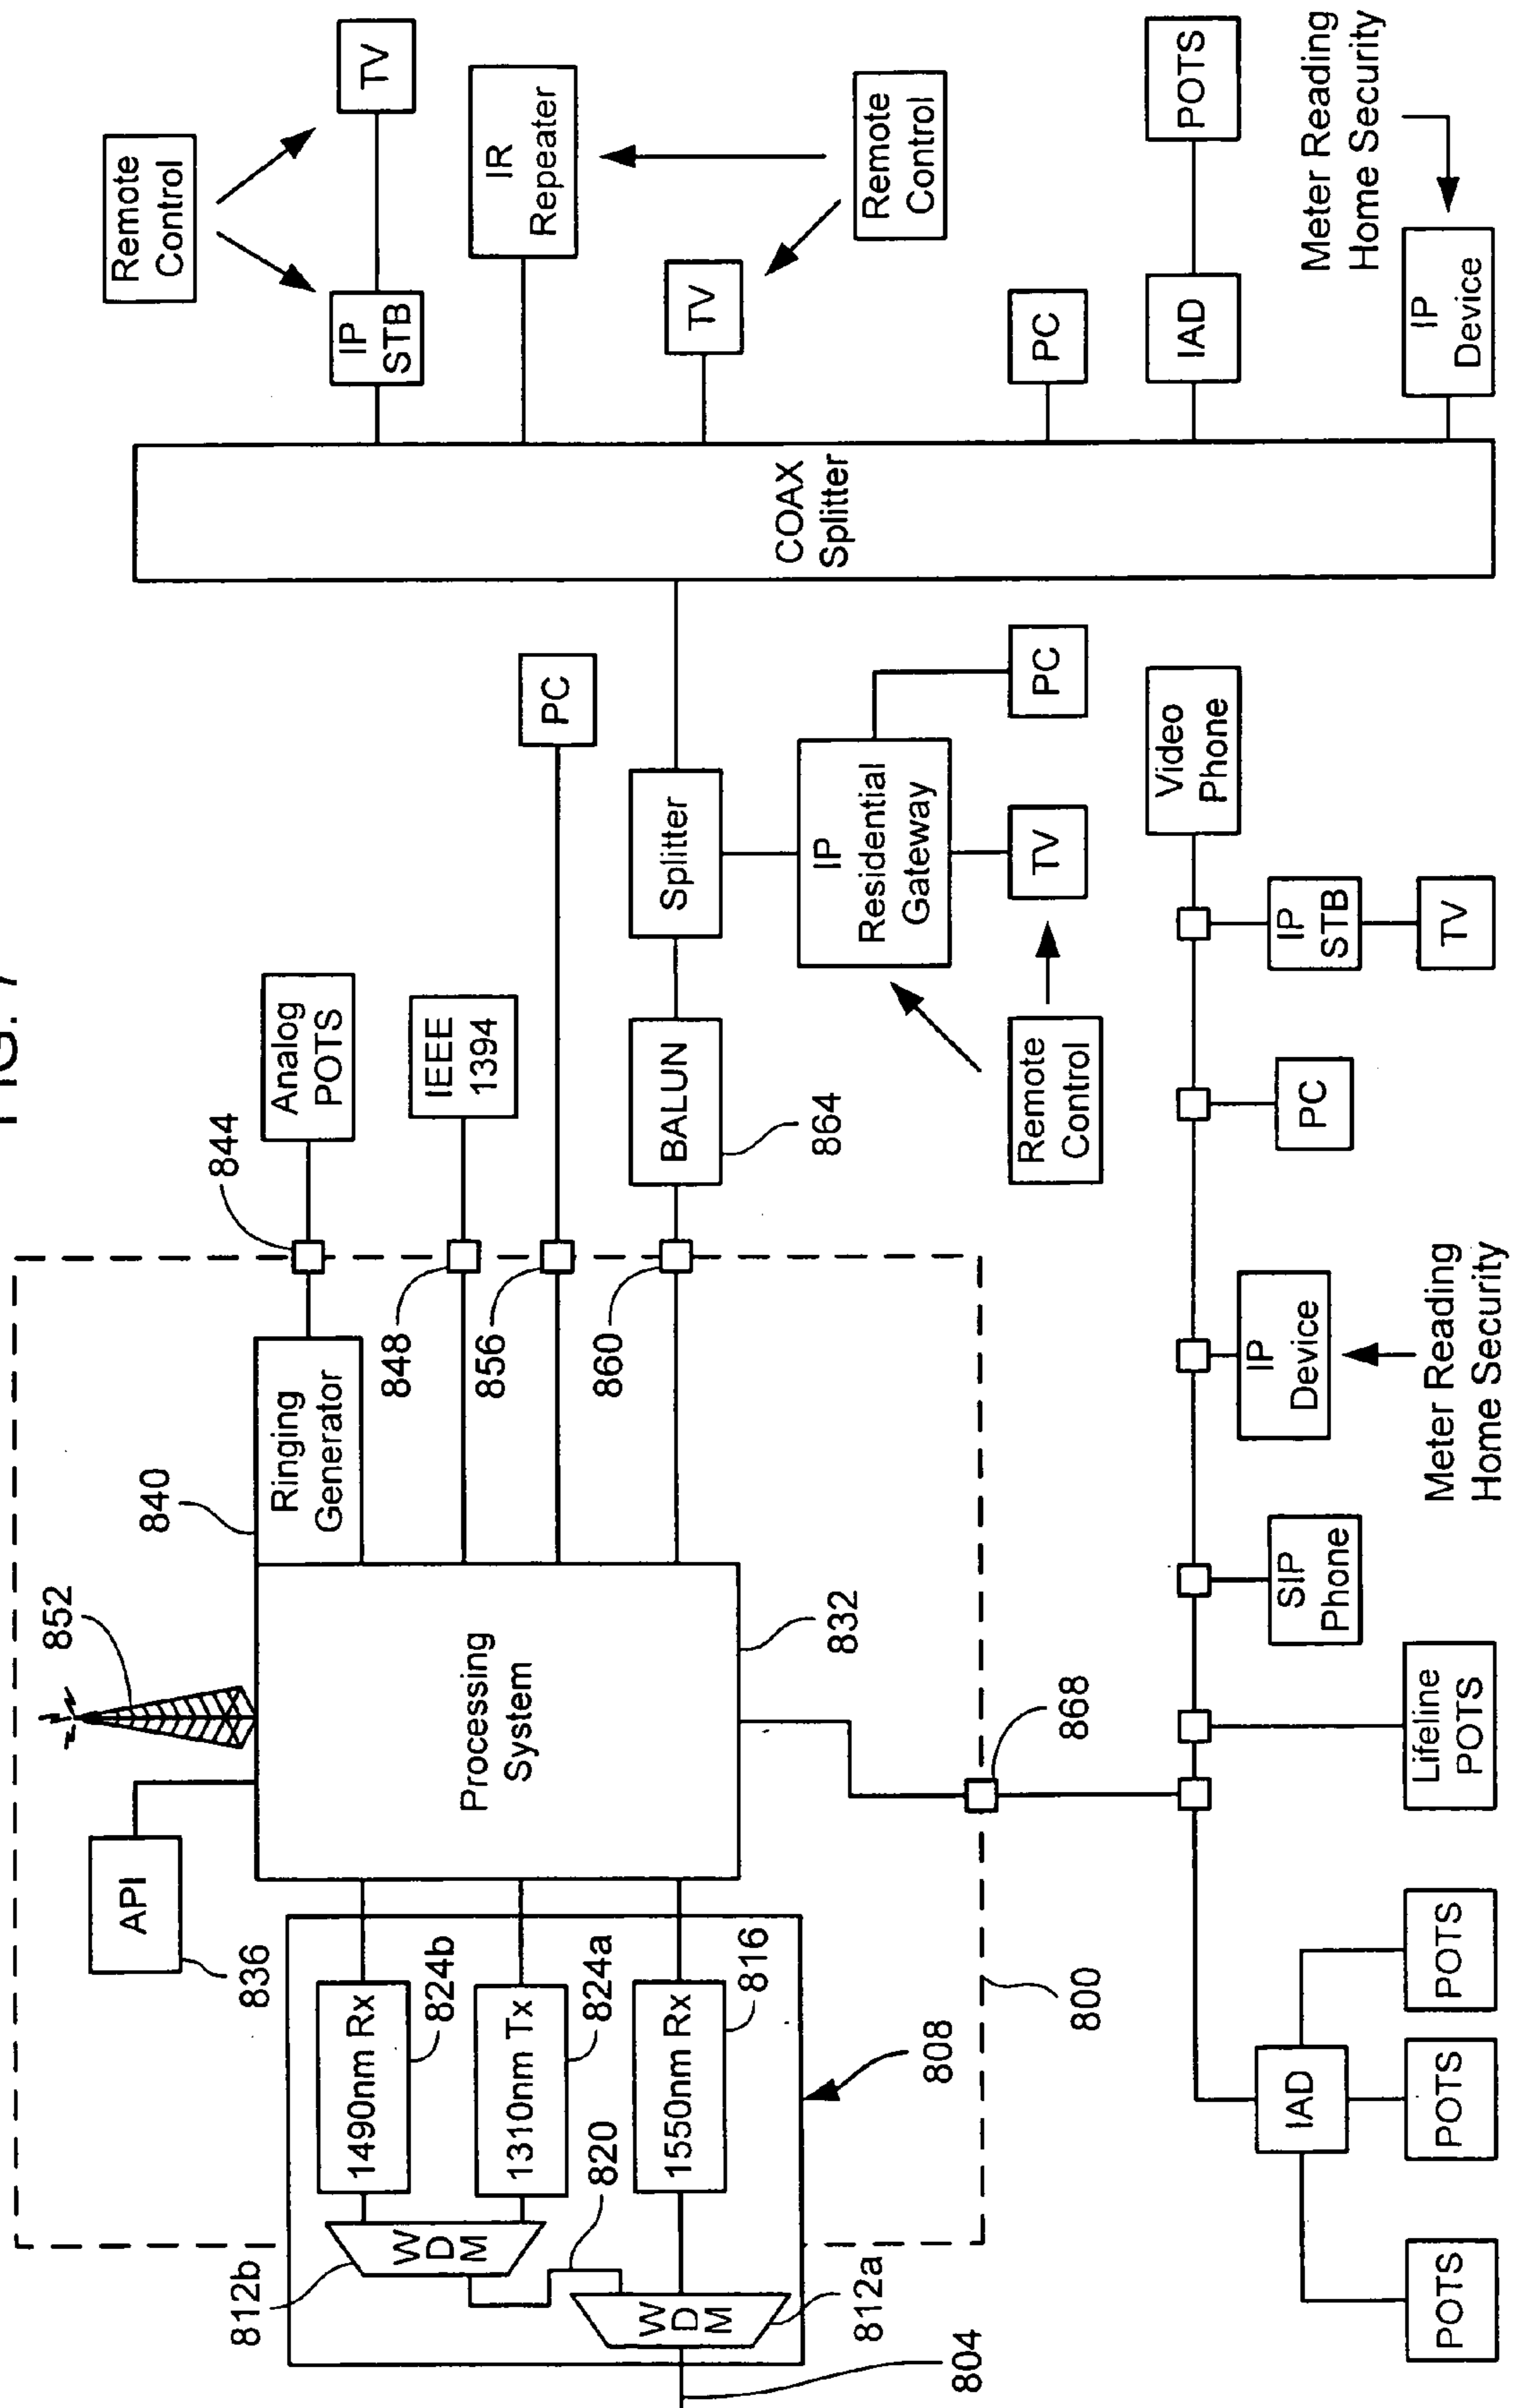 FIG. 7
852
840
844
API
836
Ringing
Generator
Analog
POTS
Remote
Control
TV
IP
STB
848
IEEE
1394
IR
Repeater
856
PC
860
BALUN
864
Splitter
TV
Remote
Control
Processing
System
832
1490nm Rx
824b
1310nm Tx
824a
1550nm Rx
816
WDM
812b
820
WDM
812a
804
808
800
868
COAX
Splitter
IP
Residential
Gateway
PC
TV
Remote
Control
PC
IAD
POTS
IP
Device
Meter Reading
Home Security
IAD
POTS
POTS
POTS
Lifeline
POTS
SIP
Phone
IP
Device
Meter Reading
Home Security
PC
IP
STB
TV
Video
Phone